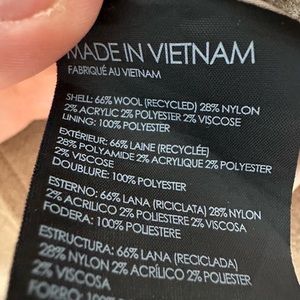 MADE IN VIETNAM
FABRIQUÉ AU VIETNAM
SHELL: 66% WOOL (RECYCLED) 28% NYLON
2% ACRYLIC 2% POLYESTER 2% VISCOSE
LINING: 100% POLYESTER
EXTÉRIEUR: 66% LAINE (RECYCLÉE)
28% POLYAMIDE 2% ACRYLIQUE 2% POLYESTER
2% VISCOSE
DOUBLURE: 100% POLYESTER
ESTERNO: 66% LANA (RICICLATA) 28% NYLON
2% ACRILICO 2% POLIESTERE 2% VISCOSA
FODERA: 100% POLIESTERE
ESTRUCTURA: 66% LANA (RECICLADA)
28% NYLON 2% ACRÍLICO 2% POLIÉSTER
2% VISCOSA
FORRO: 100%